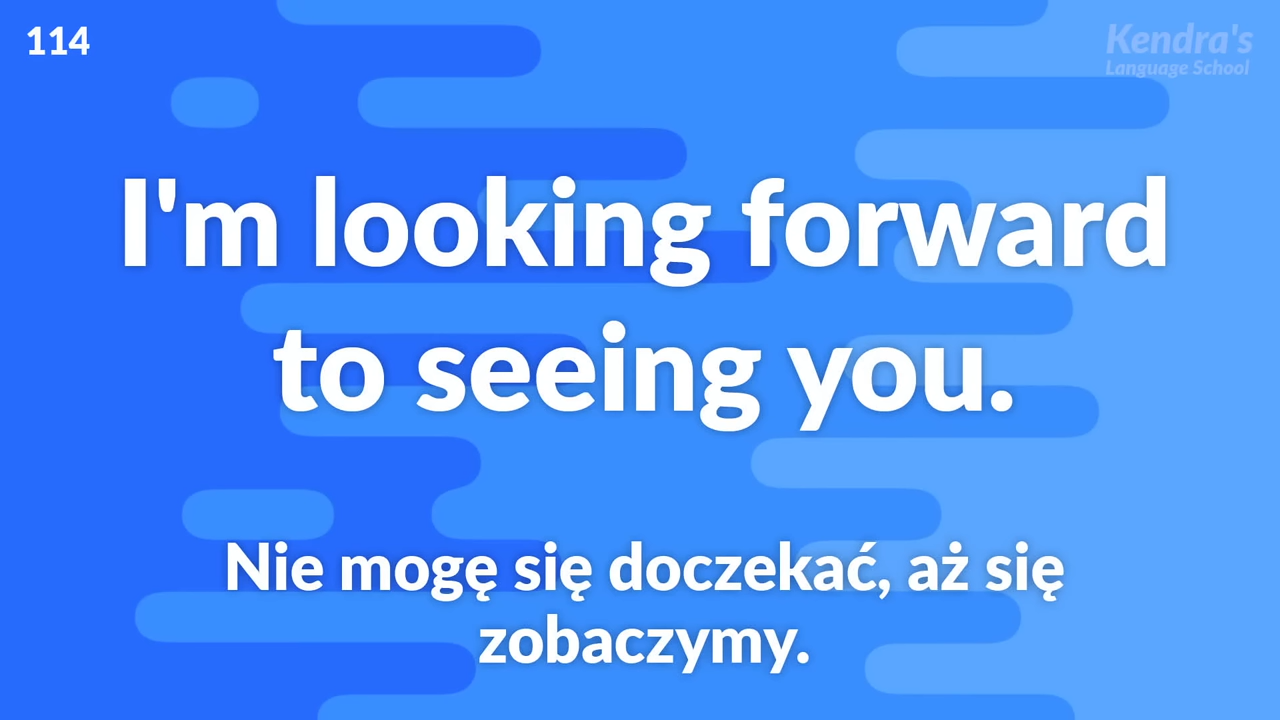 114
Kendra's
Language School
I'm looking forward
to seeing you.
Nie mogę się doczekać, aż się
zobaczymy.